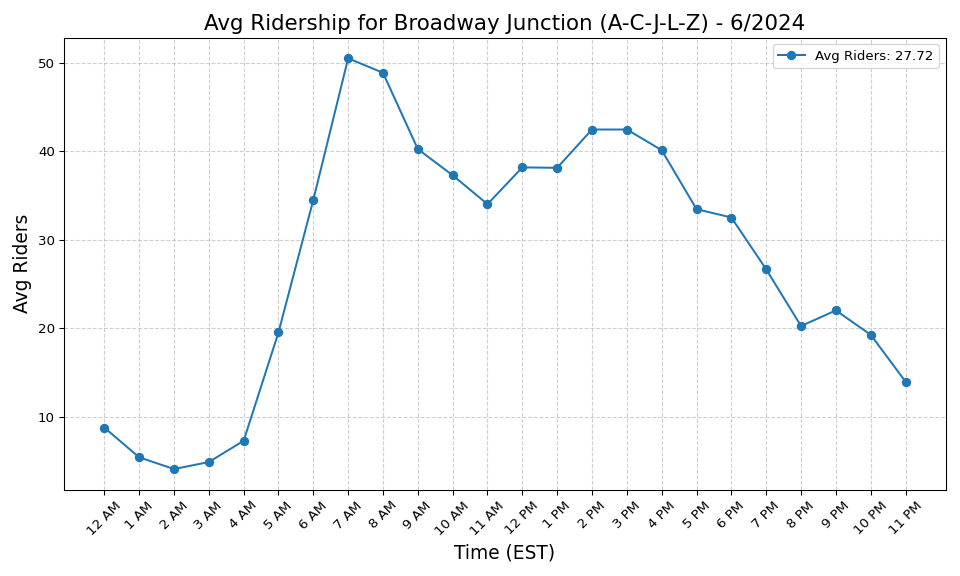 Avg Ridership for Broadway Junction (A-C-J-L-Z) - 6/2024
Avg Riders: 27.72
Avg Riders
50
40
30
20
10
12 AM
1 AM
2 AM
3 AM
4 AM
5 AM
6 AM
7 AM
8 AM
9 AM
10 AM
11 AM
12 PM
1 PM
2 PM
3 PM
4 PM
5 PM
6 PM
7 PM
8 PM
9 PM
10 PM
11 PM
Time (EST)